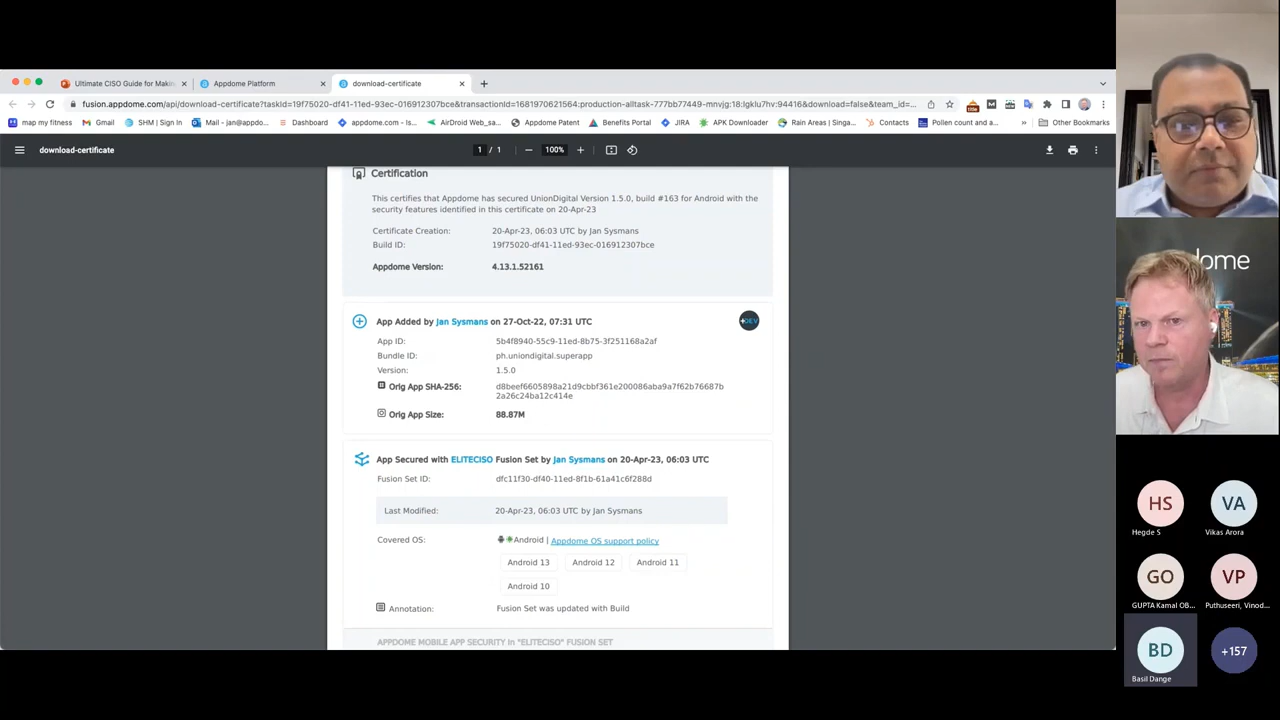 Ultimate CISO Guide for Makin
Appdome Platform
download-certificate
fusion.appdome.com/api/download-certificate?taskId=19f75020-df41-11ed-93ec-016912307bce&transactionId=1681970621564:production-alltask-777bb77449-mnvjg:18:lgklu7hv:94416&download=false&team_id=...
map my fitness
Gmail
SHM | Sign In
Mail - jan@appdo...
Dashboard
appdome.com - Is...
AirDroid Web_sa...
Appdome Patent
Benefits Portal
JIRA
APK Downloader
Rain Areas | Singa...
Contacts
Pollen count and a...
Other Bookmarks
download-certificate
1 / 1
100%
Certification
This certifies that Appdome has secured UnionDigital Version 1.5.0, build #163 for Android with the
security features identified in this certificate on 20-Apr-23
Certificate Creation: 20-Apr-23, 06:03 UTC by Jan Sysmans
Build ID: 19f75020-df41-11ed-93ec-016912307bce
Appdome Version: 4.13.1.52161
App Added by Jan Sysmans on 27-Oct-22, 07:31 UTC
+DEV
App ID: 5b4f8940-55c9-11ed-8b75-3f251168a2af
Bundle ID: ph.uniondigital.superapp
Version: 1.5.0
Orig App SHA-256: d8beef6605898a21d9cbbf361e200086aba9a7f62b76687b
2a26c24ba12c414e
Orig App Size: 88.87M
App Secured with ELITECISO Fusion Set by Jan Sysmans on 20-Apr-23, 06:03 UTC
Fusion Set ID: dfc11f30-df40-11ed-8f1b-61a41c6f288d
Last Modified: 20-Apr-23, 06:03 UTC by Jan Sysmans
Covered OS: Android | Appdome OS support policy
Android 13
Android 12
Android 11
Android 10
Annotation: Fusion Set was updated with Build
APPDOME MOBILE APP SECURITY in "ELITECISO" FUSION SET
dome
HS
Hegde S
VA
Vikas Arora
GO
GUPTA Kamal OB...
VP
Puthuseeri, Vinod...
BD
Basil Dange
+157